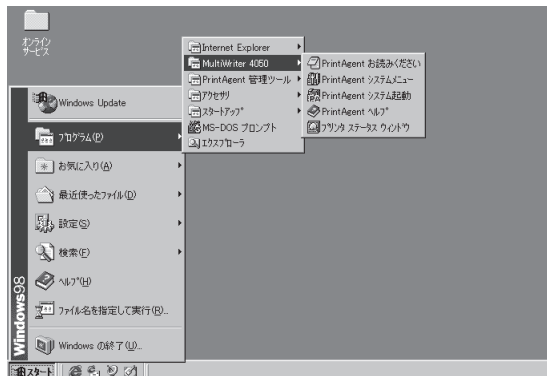 オンライン
サービス
Internet Explorer
MultiWriter 4050
PrintAgent 管理ツール
アクセサリ
スタートアップ
MS-DOS プロンプト
エクスプローラ
PrintAgent お読みください
PrintAgent システムメニュー
PrintAgent システム起動
PrintAgent ヘルプ
プリンタ ステータス ウィンドウ
Windows Update
プログラム(P)
お気に入り(A)
最近使ったファイル(D)
設定(S)
検索(F)
ヘルプ(H)
ファイル名を指定して実行(R)...
Windows の終了(U)...
Windows98
スタート